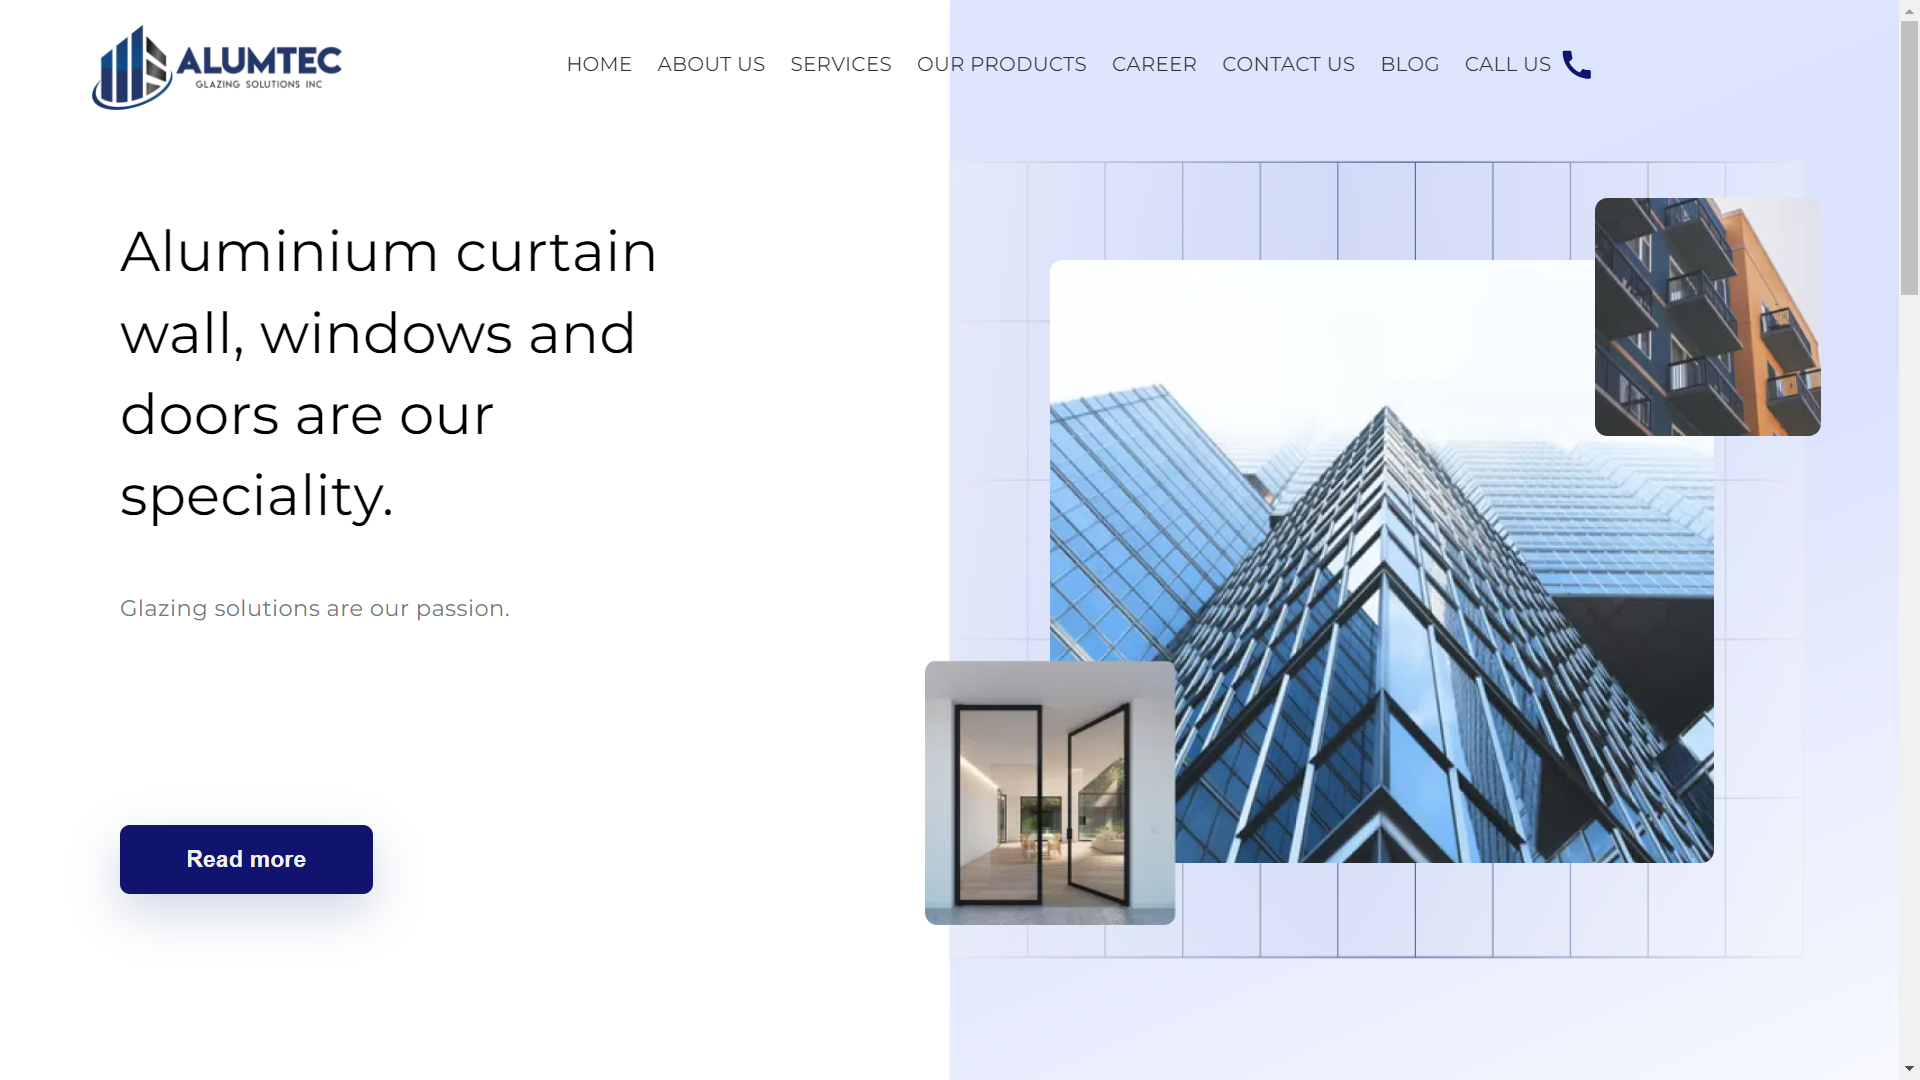 ALUMTEC
GLAZING SOLUTIONS INC
HOME ABOUT US SERVICES OUR PRODUCTS CAREER CONTACT US BLOG CALL US
Aluminium curtain
wall, windows and
doors are our
speciality.
Glazing solutions are our passion.
Read more